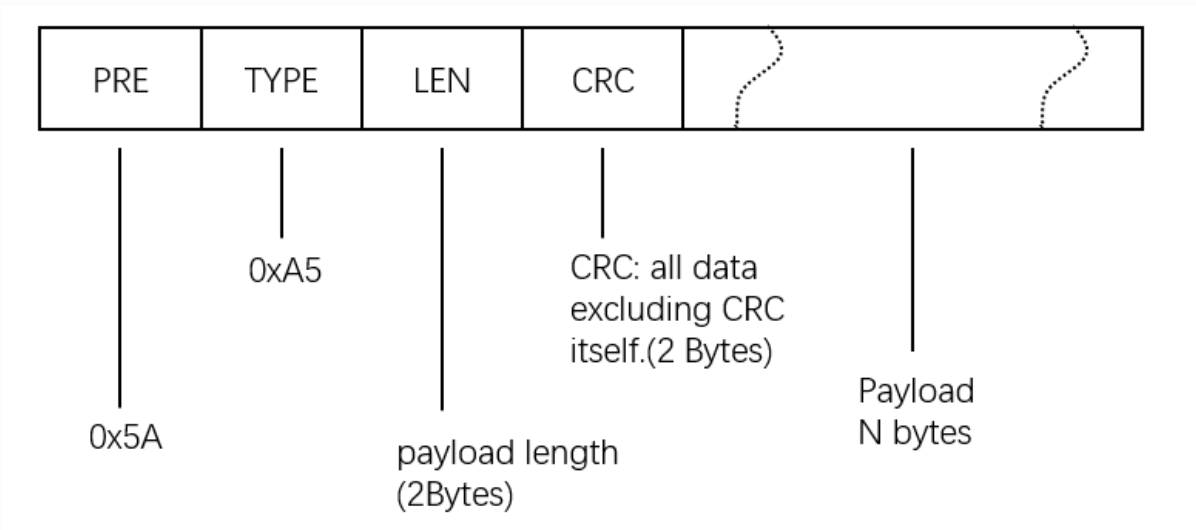 PRE TYPE LEN CRC
0xA5
CRC: all data
excluding CRC
itself.(2 Bytes)
Payload
N bytes
0x5A
payload length
(2Bytes)